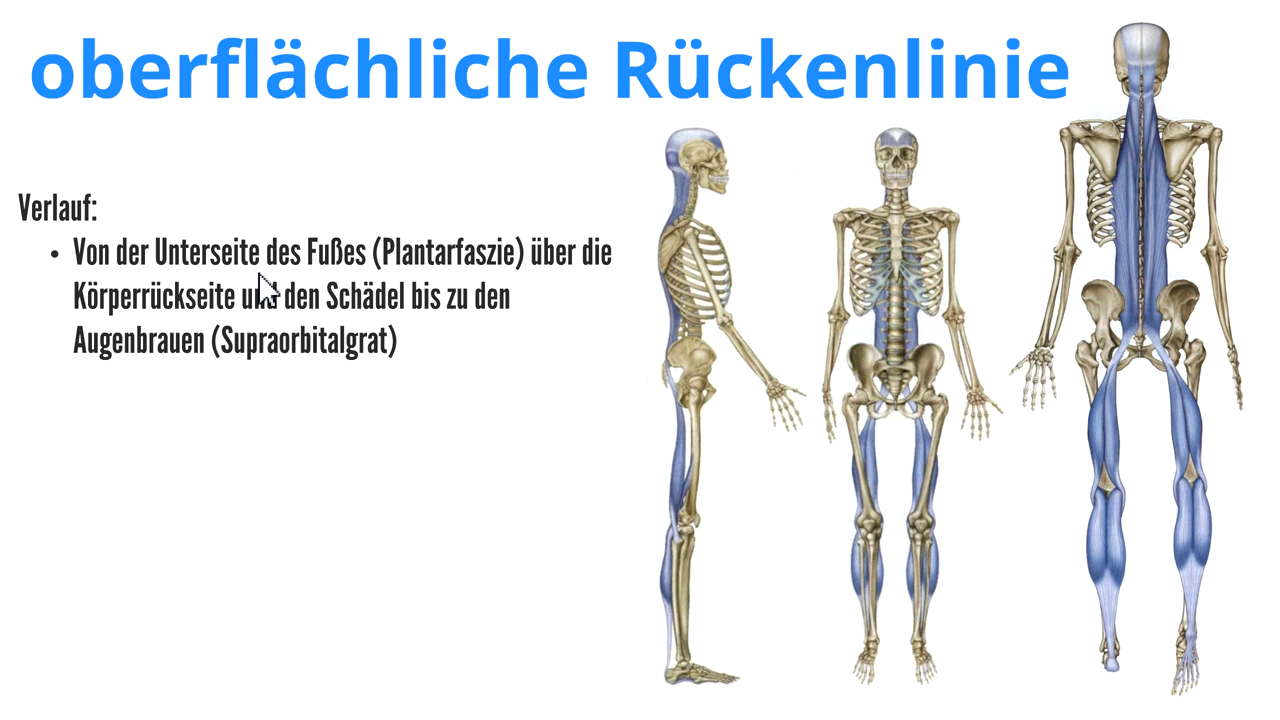 oberflächliche Rückenlinie
Verlauf:
• Von der Unterseite des Fußes (Plantarfaszie) über die
Körperrückseite und den Schädel bis zu den
Augenbrauen (Supraorbitalgrat)